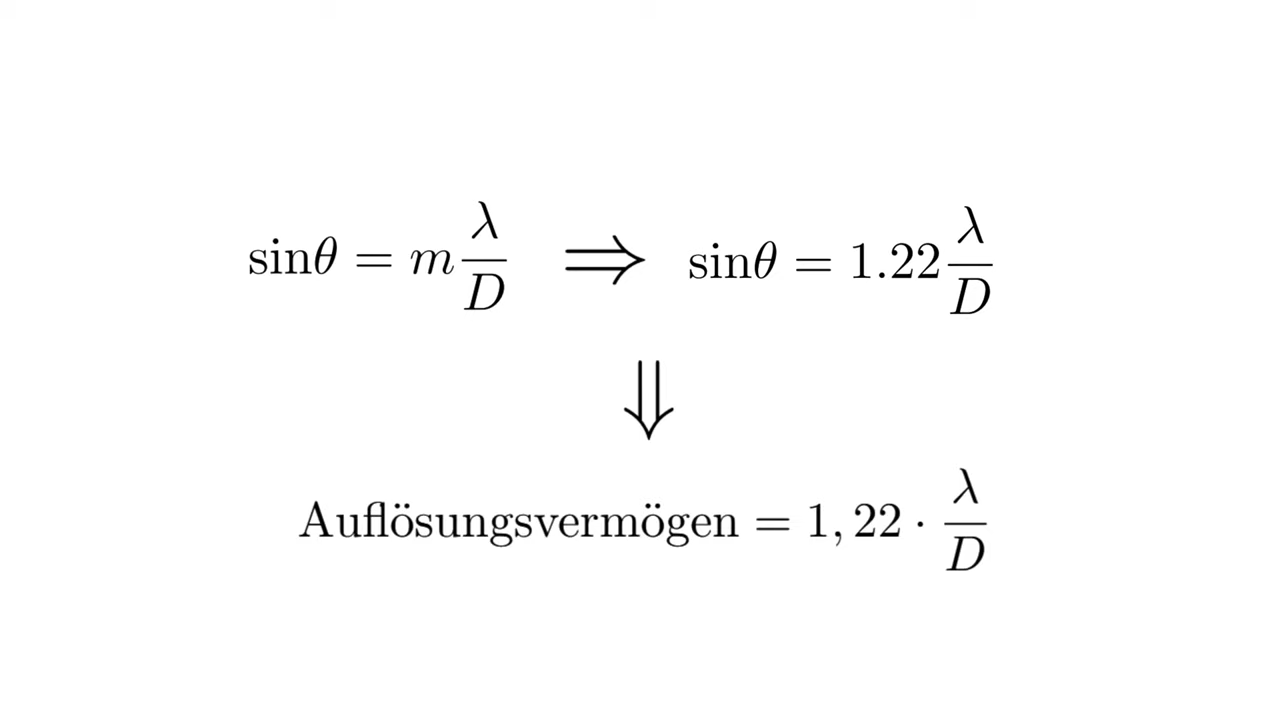 sinθ = m λ/D ⟹ sinθ = 1.22 λ/D
⇓
Auflösungsvermögen = 1,22 · λ/D